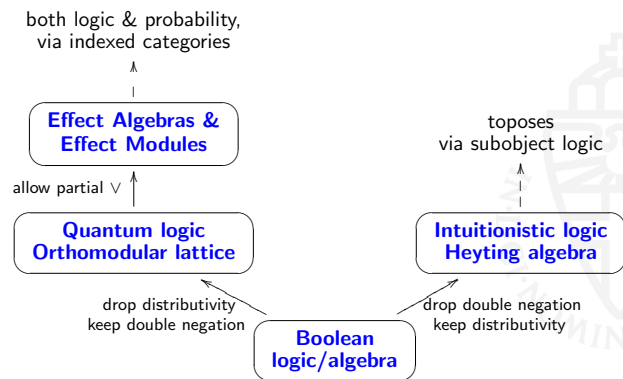 both logic & probability,
via indexed categories
Effect Algebras &
Effect Modules
toposes
via subobject logic
allow partial ∨
Quantum logic
Orthomodular lattice
Intuitionistic logic
Heyting algebra
drop distributivity
keep double negation
drop double negation
keep distributivity
Boolean
logic/algebra